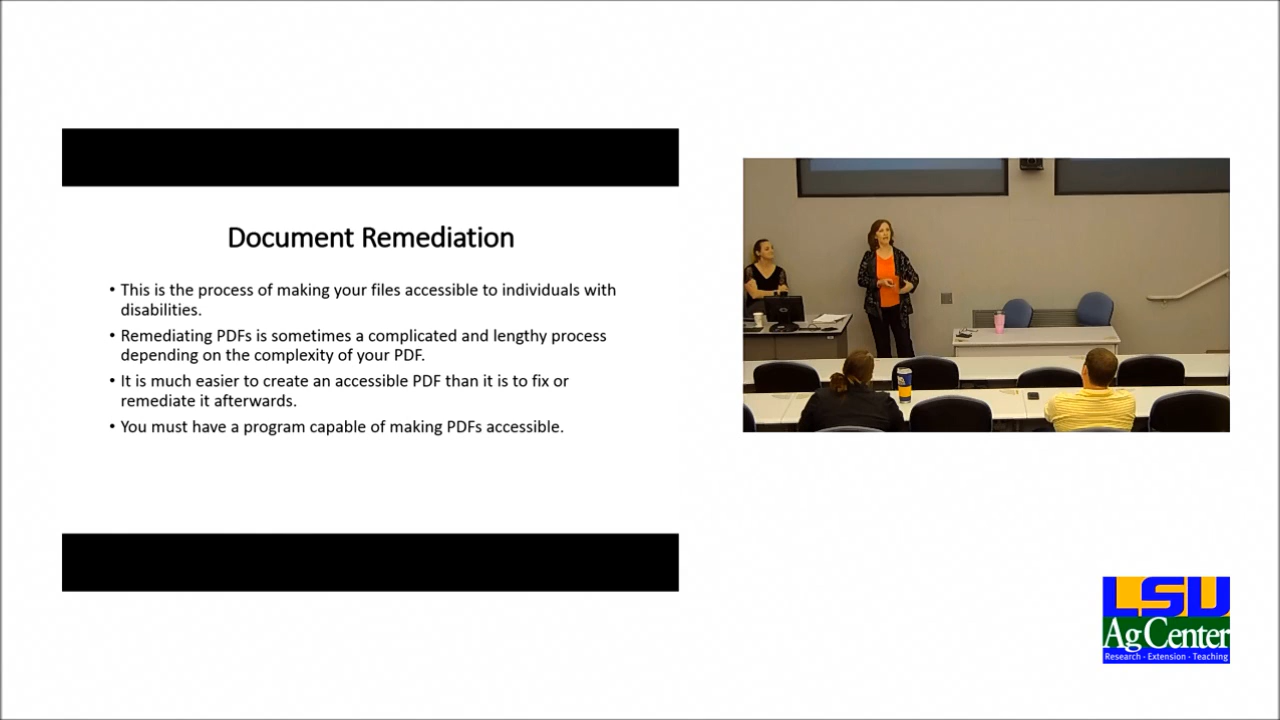 Document Remediation
• This is the process of making your files accessible to individuals with
disabilities.
• Remediating PDFs is sometimes a complicated and lengthy process
depending on the complexity of your PDF.
• It is much easier to create an accessible PDF than it is to fix or
remediate it afterwards.
• You must have a program capable of making PDFs accessible.
LSU
Ag Center
Research - Extension - Teaching